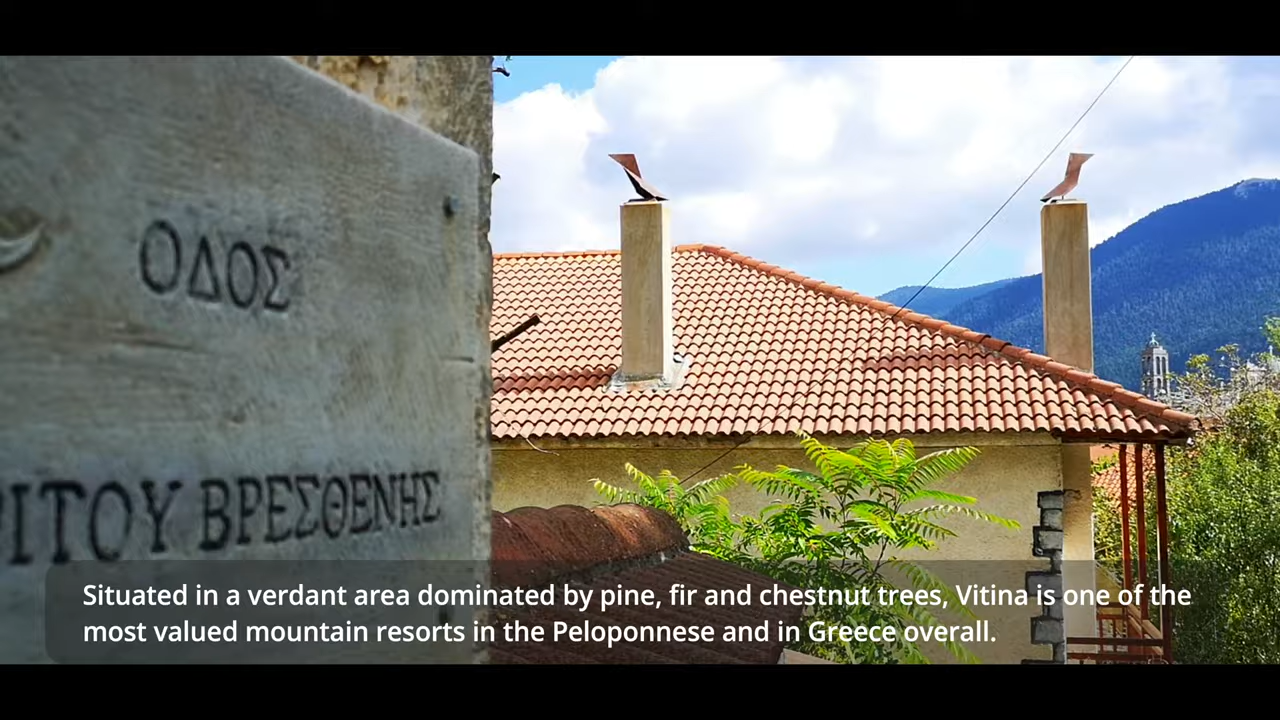 ΟΔΟΣ
ΡΙΤΟΥ ΒΡΕΣΘΕΝΗΣ
Situated in a verdant area dominated by pine, fir and chestnut trees, Vitina is one of the
most valued mountain resorts in the Peloponnese and in Greece overall.